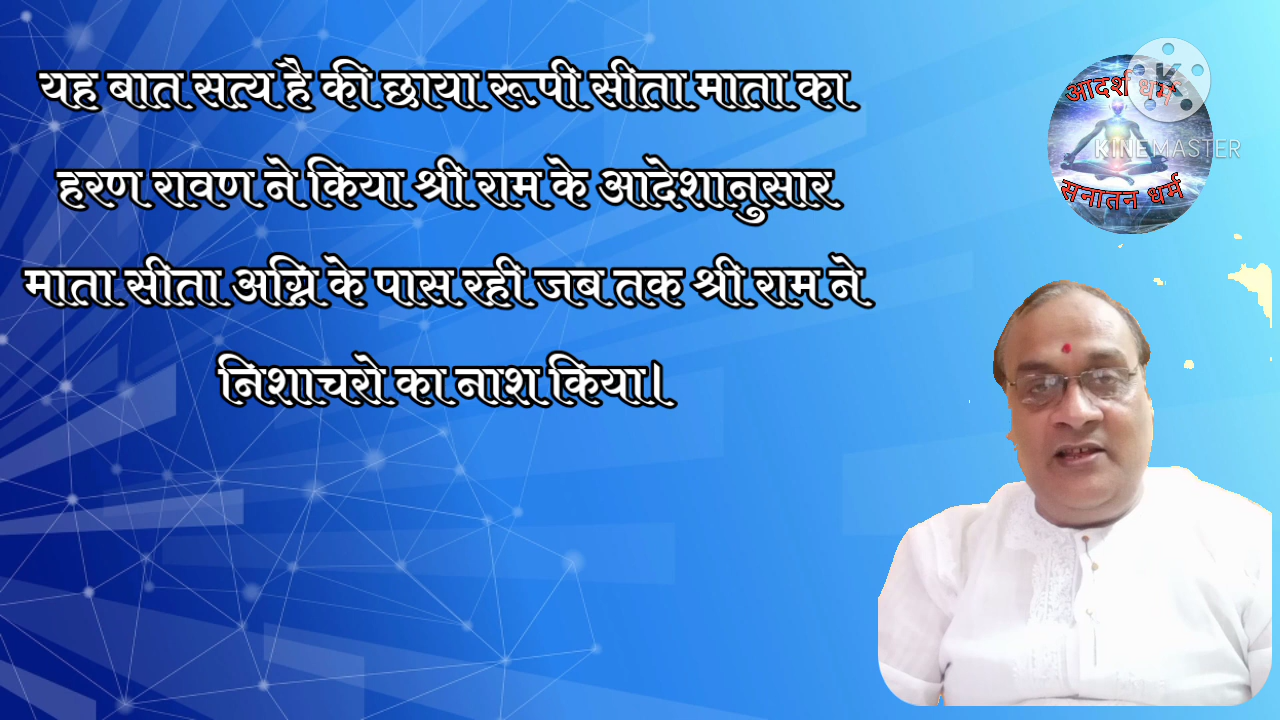 यह बात सत्य है की छाया रूपी सीता माता का
हरण रावण ने किया श्री राम के आदेशानुसार
माता सीता अग्नि के पास रही जब तक श्री राम ने
निशाचरो का नाश किया।
आदर्श धर्म
K
KINEMASTER
सनातन धर्म